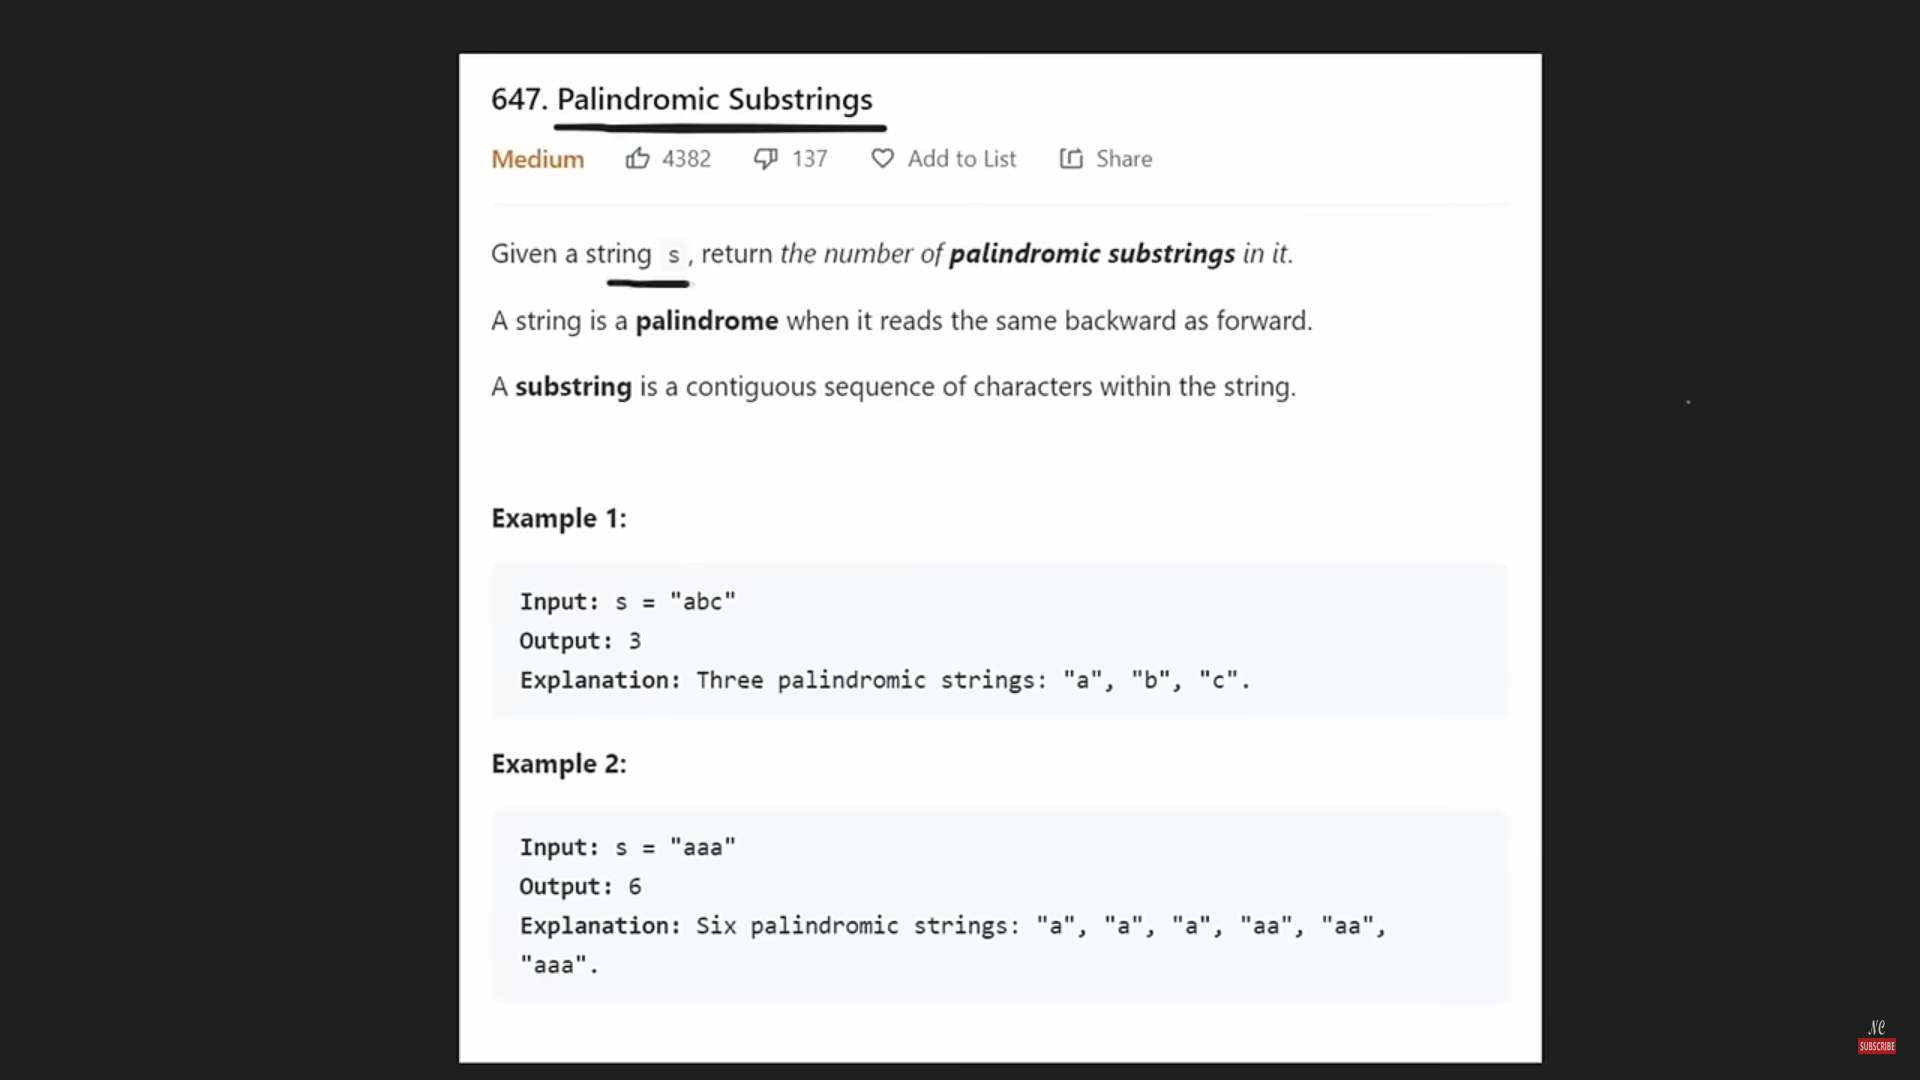 647. Palindromic Substrings
Medium 4382 137 Add to List Share
Given a string s, return the number of palindromic substrings in it.
A string is a palindrome when it reads the same backward as forward.
A substring is a contiguous sequence of characters within the string.
Example 1:
Input: s = "abc"
Output: 3
Explanation: Three palindromic strings: "a", "b", "c".
Example 2:
Input: s = "aaa"
Output: 6
Explanation: Six palindromic strings: "a", "a", "a", "aa", "aa",
"aaa".
NC
SUBSCRIBE